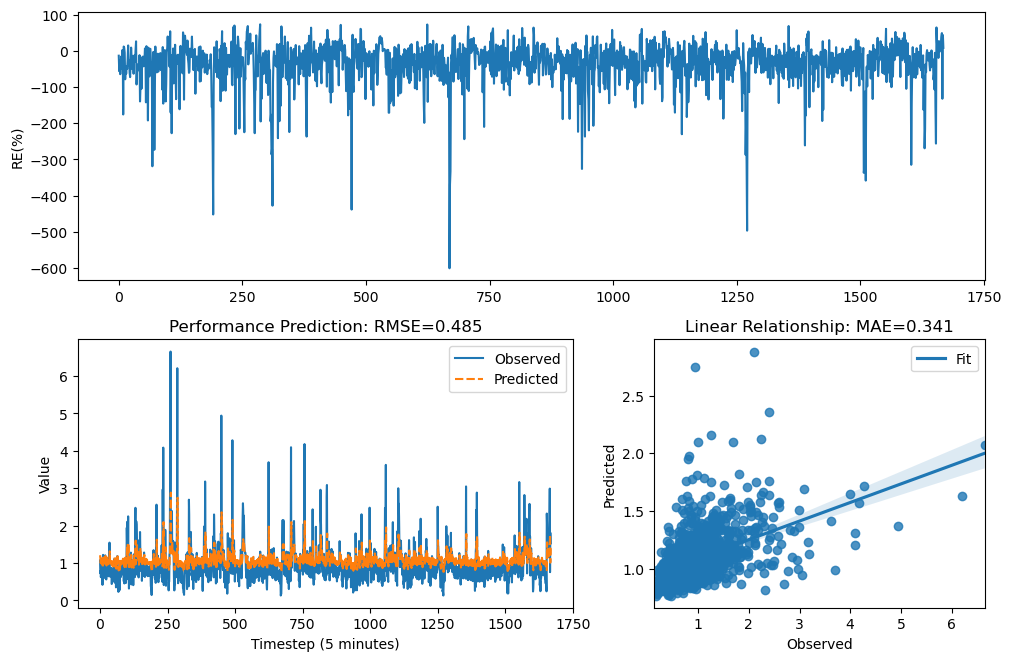 100
0
−100
−200
−300
−400
−500
−600
RE(%)
0 250 500 750 1000 1250 1500 1750
Performance Prediction: RMSE=0.485
Observed
Predicted
6
5
4
3
2
1
0
Value
0 250 500 750 1000 1250 1500 1750
Timestep (5 minutes)
Linear Relationship: MAE=0.341
Fit
2.5
2.0
1.5
1.0
Predicted
1 2 3 4 5 6
Observed